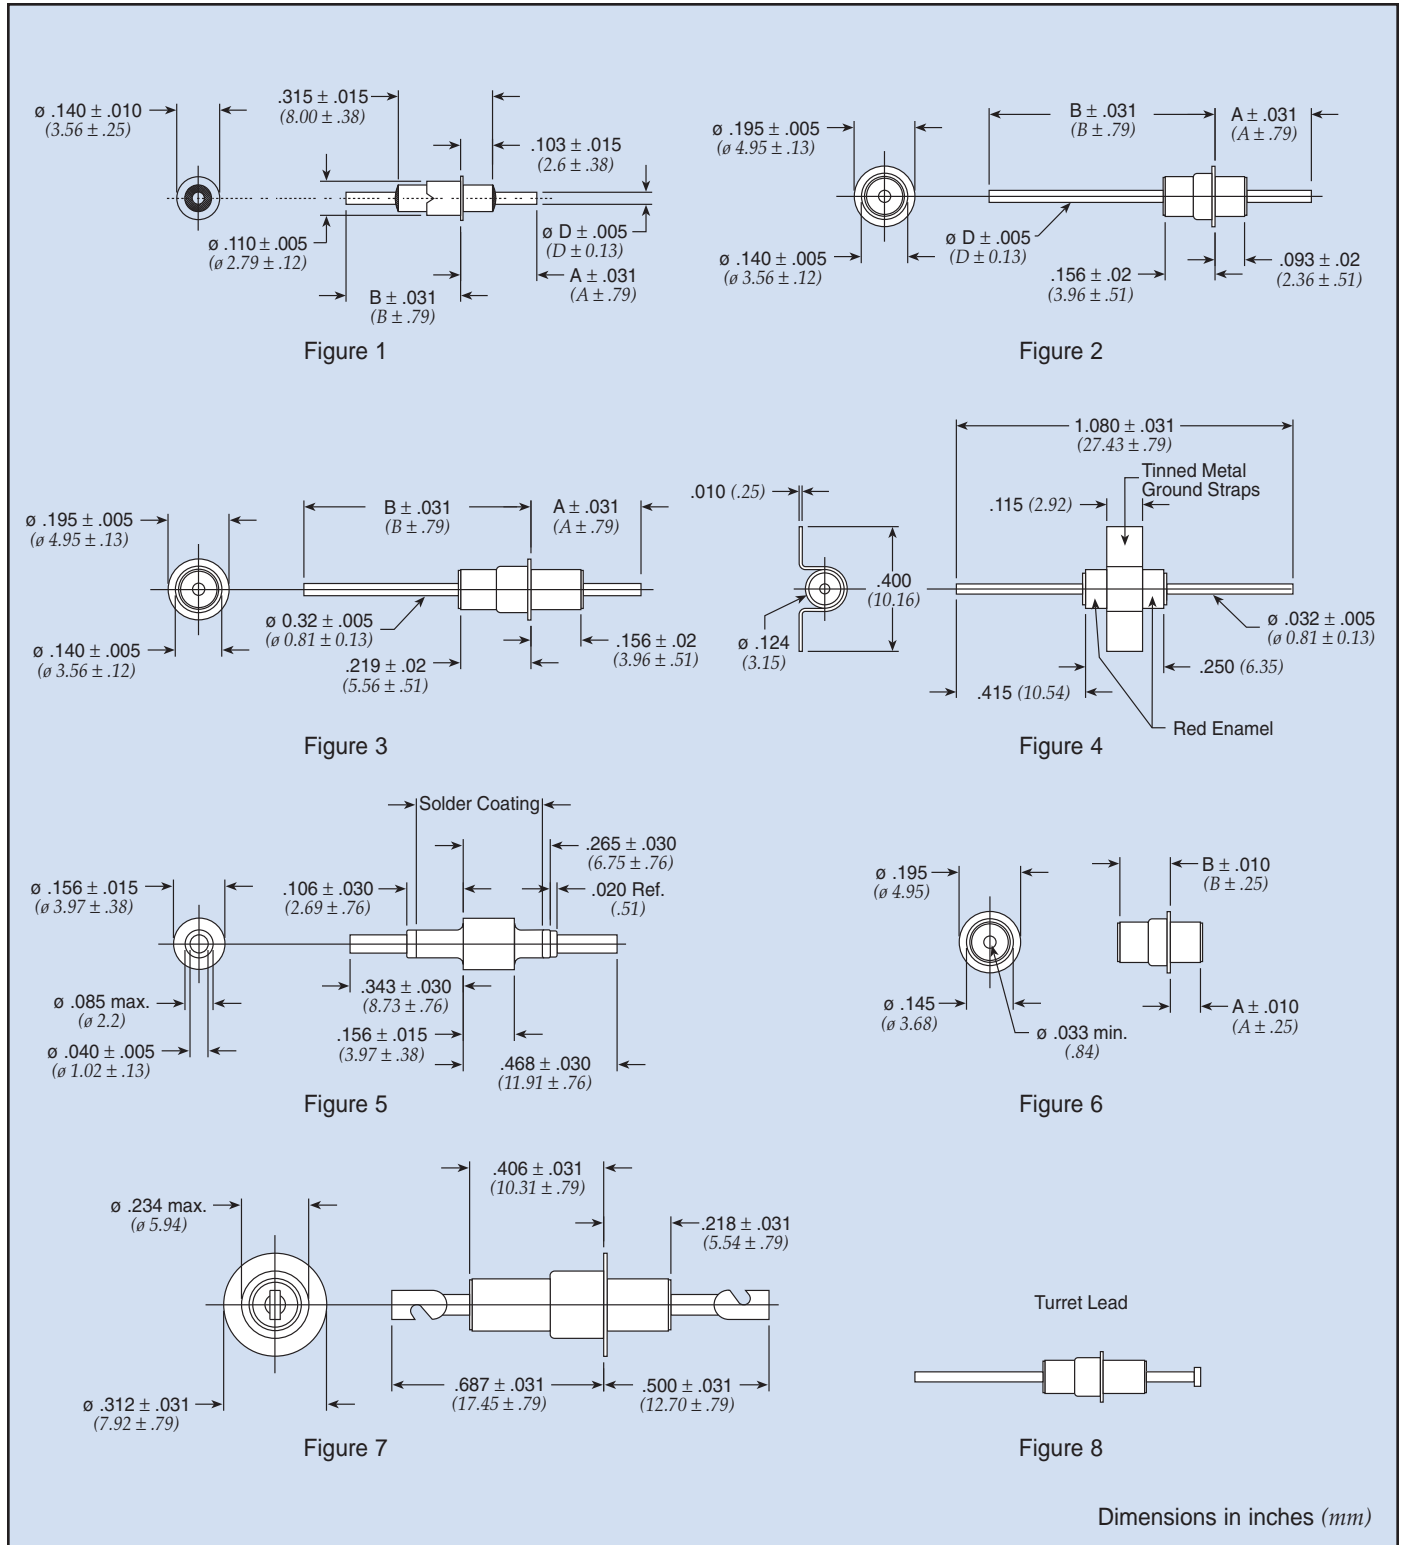 ø .140 ± .010
(3.56 ± .25)
.315 ± .015
(8.00 ± .38)
.103 ± .015
(2.6 ± .38)
ø .110 ± .005
(ø 2.79 ± .12)
ø D ± .005
(D ± 0.13)
A ± .031
(A ± .79)
B ± .031
(B ± .79)
Figure 1
ø .195 ± .005
(ø 4.95 ± .13)
B ± .031
(B ± .79)
A ± .031
(A ± .79)
ø .140 ± .005
(ø 3.56 ± .12)
ø D ± .005
(D ± 0.13)
.156 ± .02
(3.96 ± .51)
.093 ± .02
(2.36 ± .51)
Figure 2
ø .195 ± .005
(ø 4.95 ± .13)
B ± .031
(B ± .79)
A ± .031
(A ± .79)
ø 0.32 ± .005
(ø 0.81 ± 0.13)
ø .140 ± .005
(ø 3.56 ± .12)
.219 ± .02
(5.56 ± .51)
.156 ± .02
(3.96 ± .51)
Figure 3
1.080 ± .031
(27.43 ± .79)
Tinned Metal
Ground Straps
.010 (.25)
.115 (2.92)
.400
(10.16)
ø .124
(3.15)
ø .032 ± .005
(ø 0.81 ± 0.13)
.250 (6.35)
.415 (10.54)
Red Enamel
Figure 4
Solder Coating
.265 ± .030
(6.75 ± .76)
ø .156 ± .015
(ø 3.97 ± .38)
.106 ± .030
(2.69 ± .76)
.020 Ref.
(.51)
ø .085 max.
(ø 2.2)
.343 ± .030
(8.73 ± .76)
.156 ± .015
(3.97 ± .38)
ø .040 ± .005
(ø 1.02 ± .13)
.468 ± .030
(11.91 ± .76)
Figure 5
ø .195
(ø 4.95)
B ± .010
(B ± .25)
ø .145
(ø 3.68)
ø .033 min.
(.84)
A ± .010
(A ± .25)
Figure 6
.406 ± .031
(10.31 ± .79)
ø .234 max.
(ø 5.94)
.218 ± .031
(5.54 ± .79)
ø .312 ± .031
(7.92 ± .79)
.687 ± .031
(17.45 ± .79)
.500 ± .031
(12.70 ± .79)
Figure 7
Turret Lead
Figure 8
Dimensions in inches (mm)